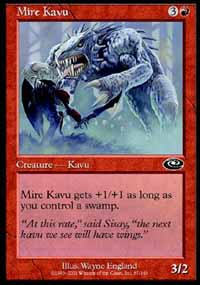 Mire Kavu 3
Creature — Kavu
Mire Kavu gets +1/+1 as long as
you control a swamp.
"At this rate," said Sisay, "the next
kavu we see will have wings."
Illus. Wayne England
3/2